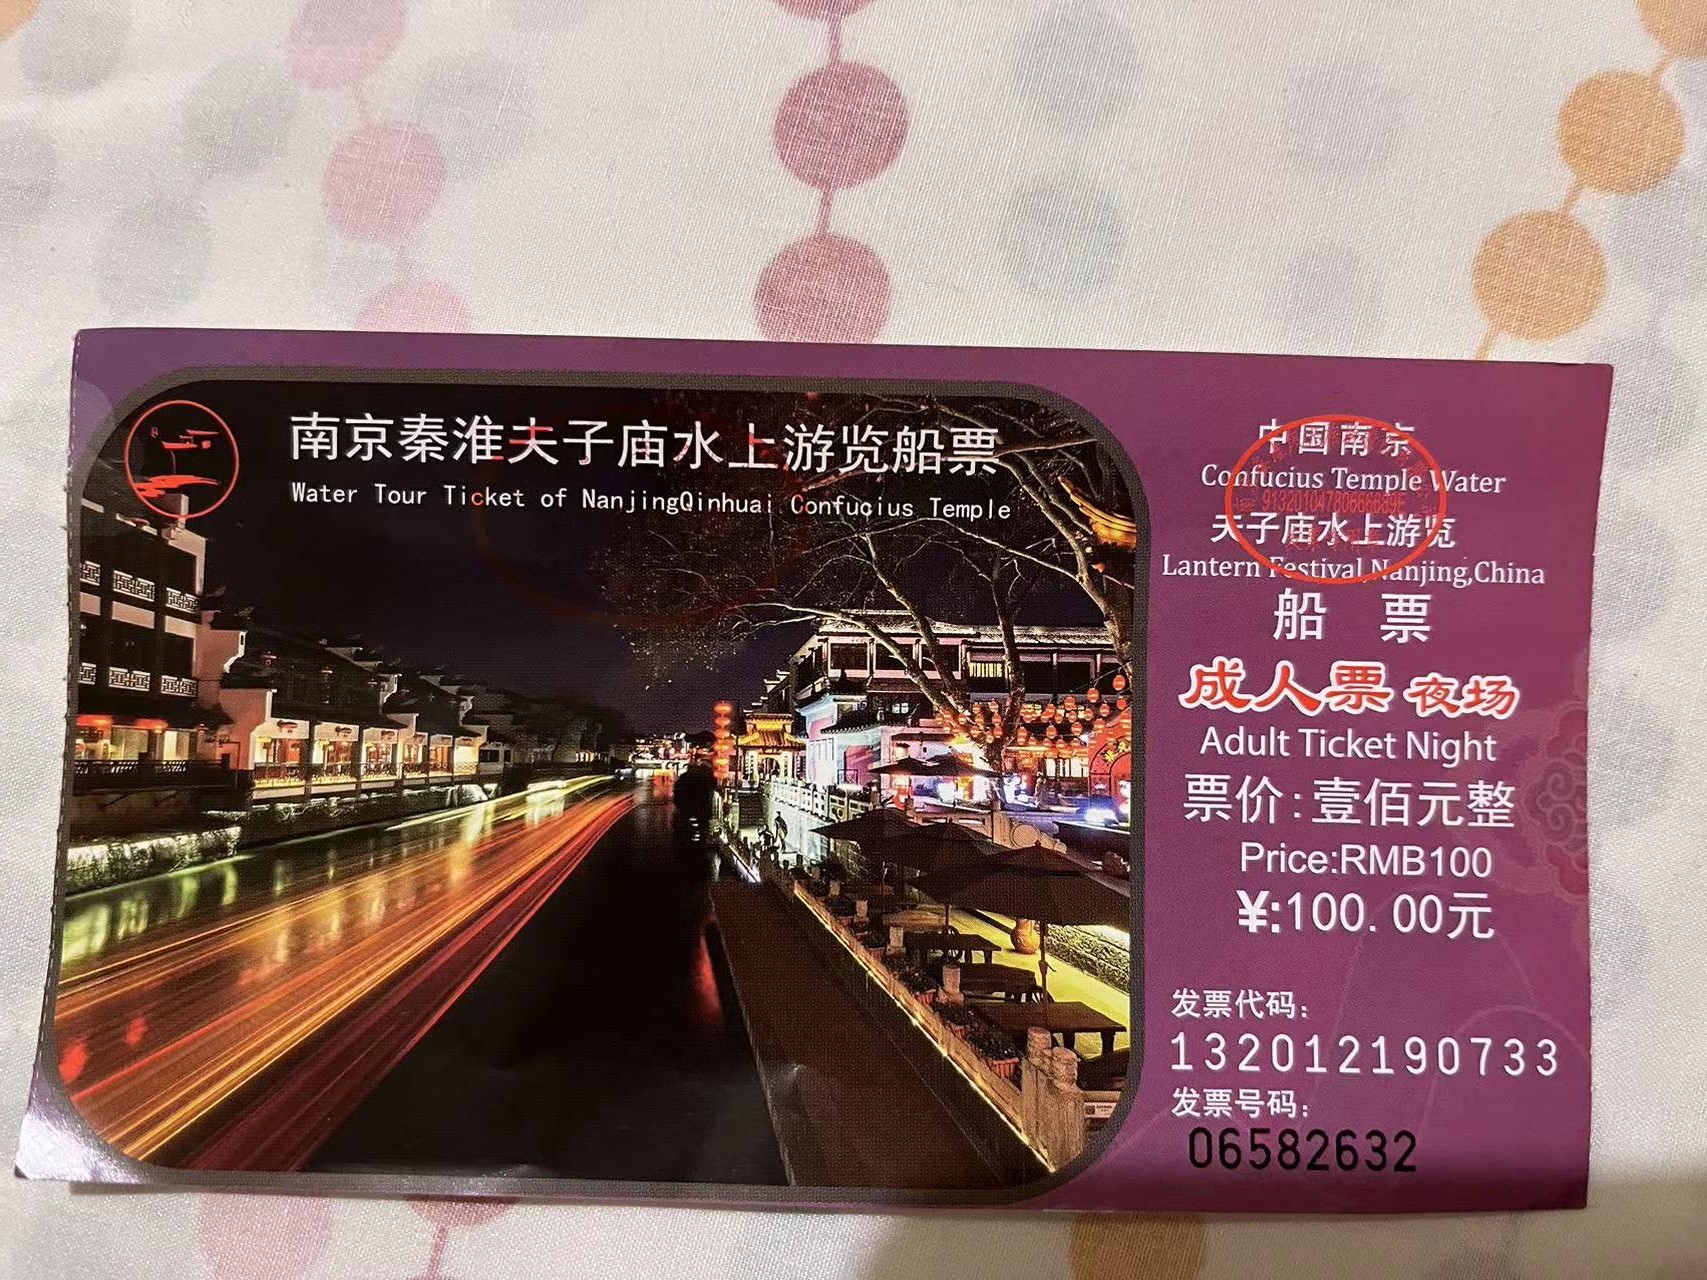 南京秦淮夫子庙水上游览船票
Water Tour Ticket of NanjingQinhuai Confucius Temple
中国南京
Confucius Temple Water
913201047806666689E
夫子庙水上游览
Lantern Festival Nanjing,China
船 票
成人票 夜场
Adult Ticket Night
票价:壹佰元整
Price:RMB100
¥:100.00元
发票代码:
132012190733
发票号码:
06582632